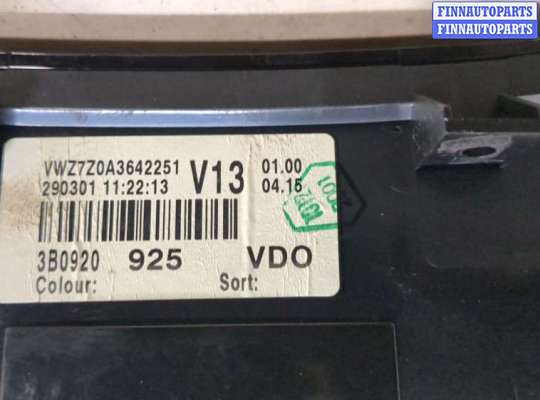 FINNAUTOPARTS
FINNAUTOPARTS
VWZ7Z0A3642251 V13 01.00
290301 11:22:13 04.15
3B0920 925 VDO
Colour: Sort: